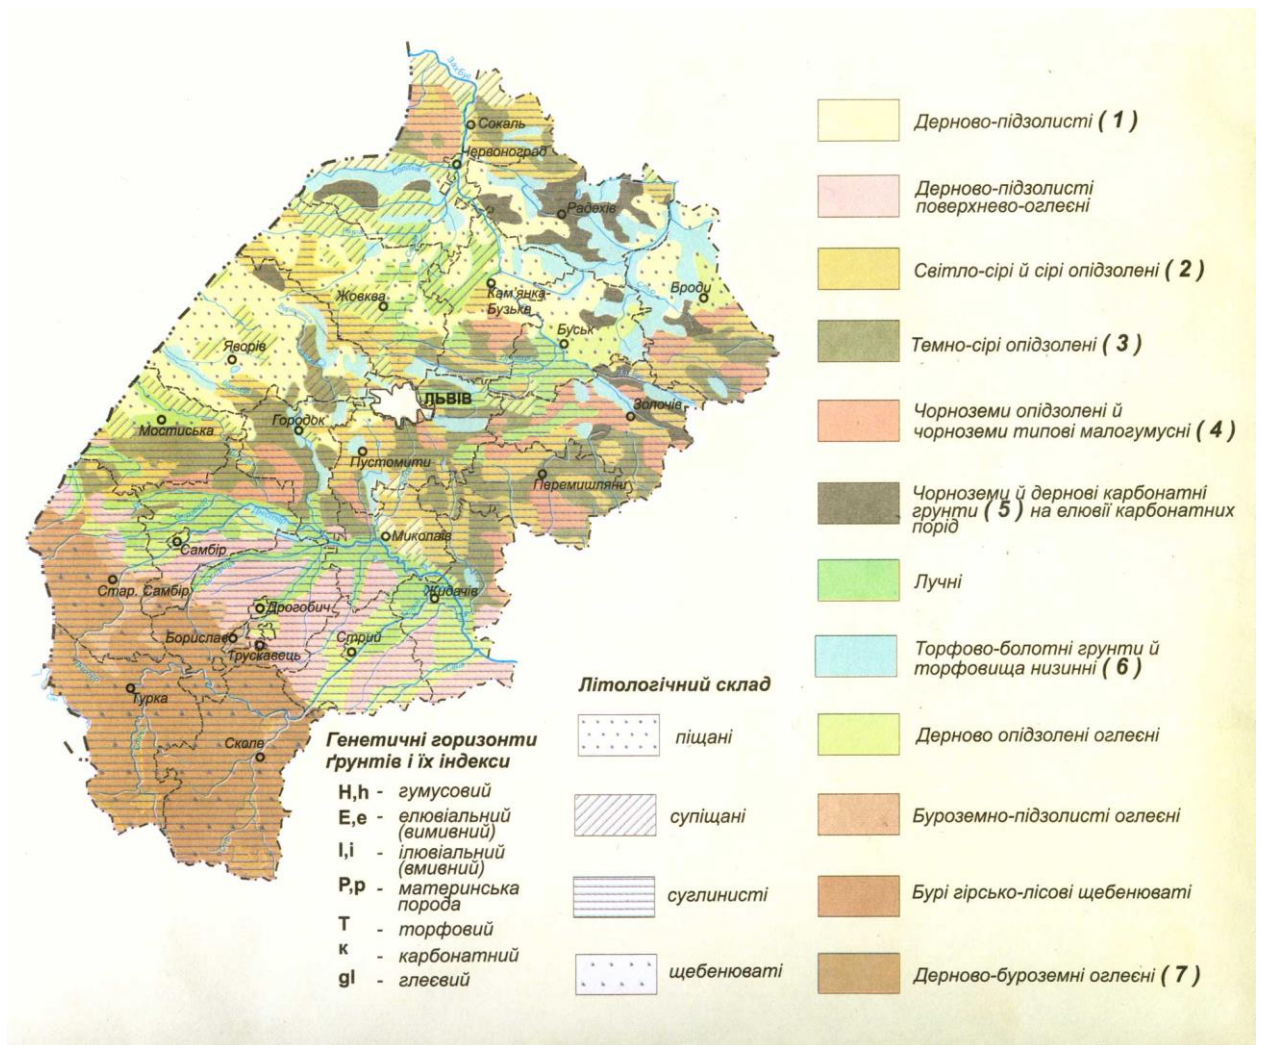 Зах.Буг
Сокаль
Червоноград
Радехів
Жовква
Кам'янка-
Бузька
Броди
Буськ
Яворів
ЛЬВІВ
Золочів
Мостиська
Городок
Пустомити
Перемишляни
Миколаїв
Самбір
Стар. Самбір
Дрогобич
Жидачів
Борислав
Трускавець
Стрий
Турка
Сколе
Дністер
Генетичні горизонти
ґрунтів і їх індекси
H,h - гумусовий
E,e - елювіальний
(вимивний)
I,i - ілювіальний
(вмивний)
P,p - материнська
порода
T - торфовий
к - карбонатний
gl - глеєвий
Літологічний склад
піщані
супіщані
суглинисті
щебенюваті
Дерново-підзолисті ( 1 )
Дерново-підзолисті
поверхнево-оглеєні
Світло-сірі й сірі опідзолені ( 2 )
Темно-сірі опідзолені ( 3 )
Чорноземи опідзолені й
чорноземи типові малогумусні ( 4 )
Чорноземи й дернові карбонатні
грунти ( 5 ) на елювії карбонатних
порід
Лучні
Торфово-болотні грунти й
торфовища низинні ( 6 )
Дерново опідзолені оглеєні
Буроземно-підзолисті оглеєні
Бурі гірсько-лісові щебенюваті
Дерново-буроземні оглеєні ( 7 )